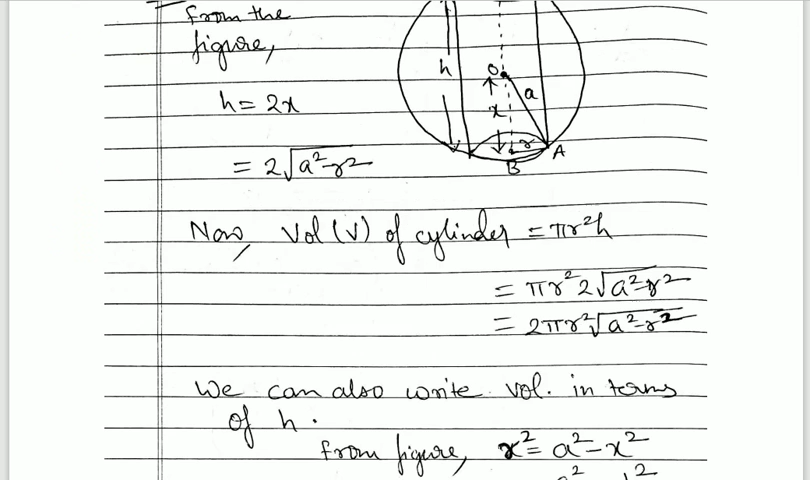 from the
figure,
h = 2x
= 2√a²-r²
h
O
a
x
r
A
B
Now, Vol (V) of cylinder = πr²h
= πr² 2√a²-r²
= 2πr²√a²-r²
We can also write vol. in terms
of h.
from figure, r² = a² - x²